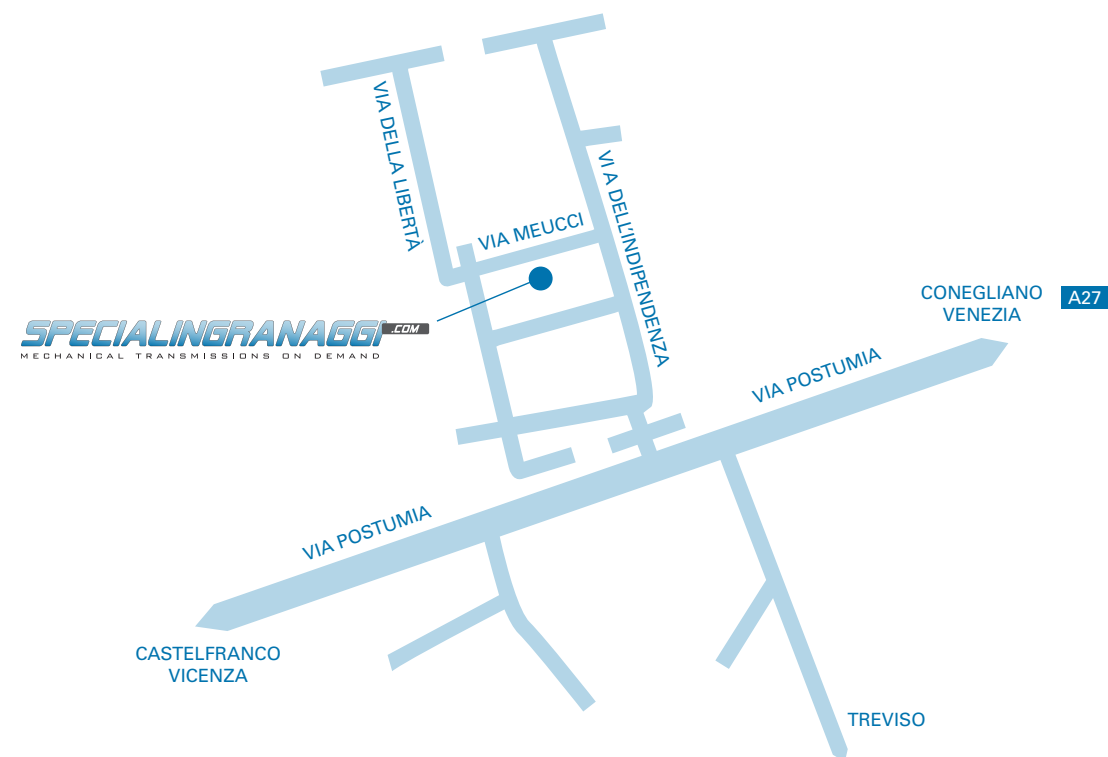 VIA DELLA LIBERTÀ
VI A DELL'INDIPENDENZA
VIA MEUCCI
CONEGLIANO
VENEZIA
A27
SPECIALINGRANAGGI.COM
MECHANICAL TRANSMISSIONS ON DEMAND
VIA POSTUMIA
VIA POSTUMIA
CASTELFRANCO
VICENZA
TREVISO